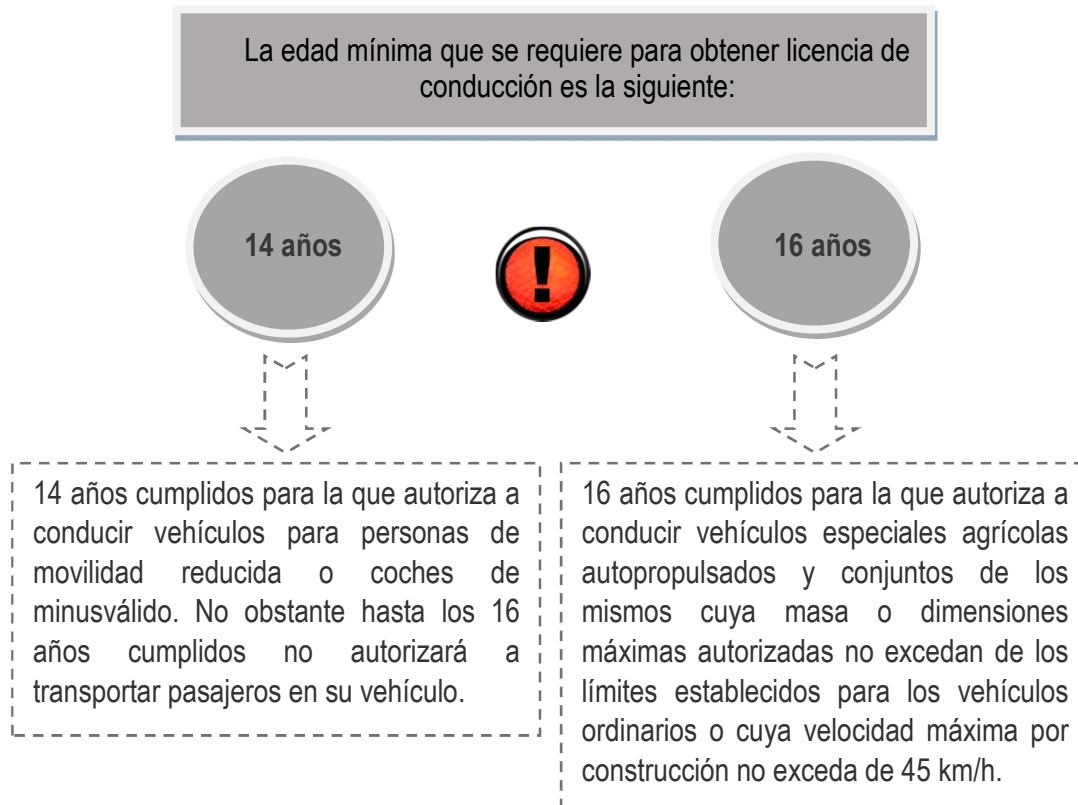 La edad mínima que se requiere para obtener licencia de
conducción es la siguiente:
14 años
!
16 años
14 años cumplidos para la que autoriza a
conducir vehículos para personas de
movilidad reducida o coches de
minusválido. No obstante hasta los 16
años cumplidos no autorizará a
transportar pasajeros en su vehículo.
16 años cumplidos para la que autoriza a
conducir vehículos especiales agrícolas
autopropulsados y conjuntos de los
mismos cuya masa o dimensiones
máximas autorizadas no excedan de los
límites establecidos para los vehículos
ordinarios o cuya velocidad máxima por
construcción no exceda de 45 km/h.